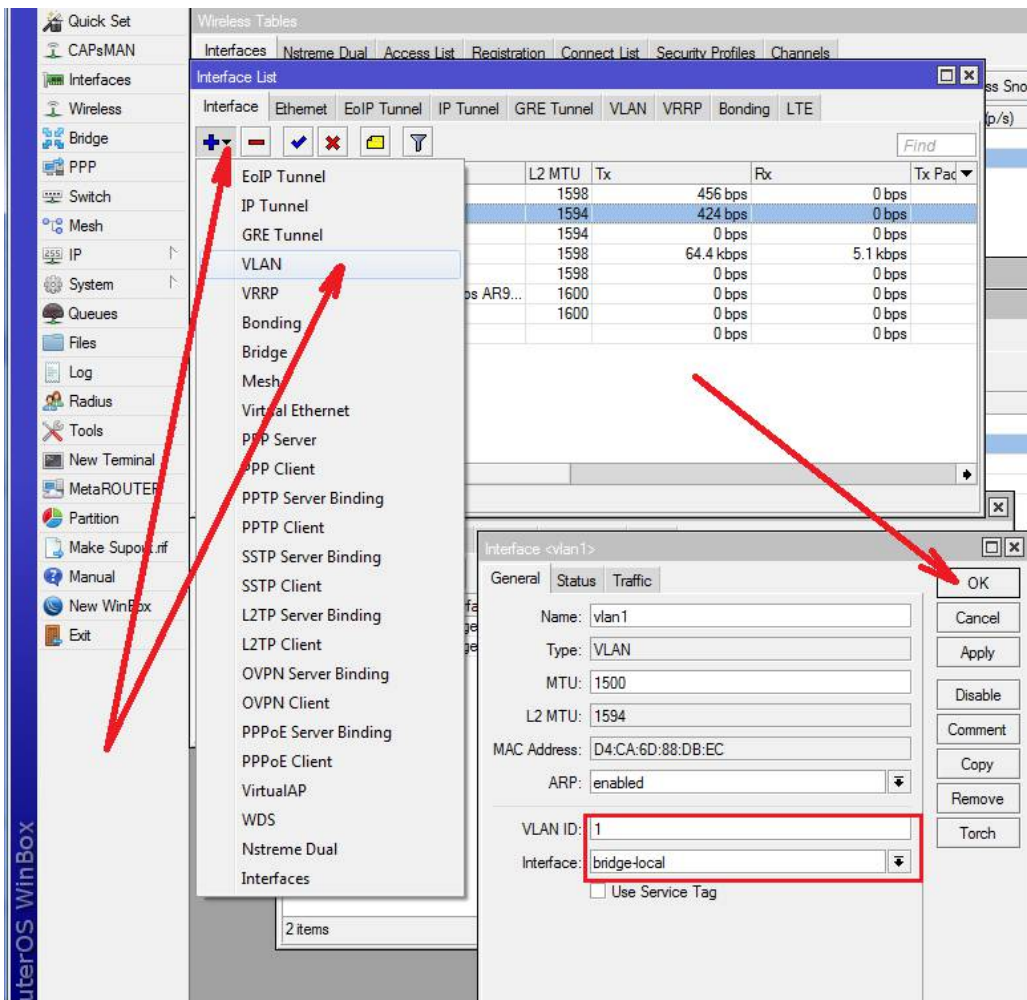 Quick Set
CAPsMAN
Interfaces
Wireless
Bridge
PPP
Switch
Mesh
IP
System
Queues
Files
Log
Radius
Tools
New Terminal
MetaROUTER
Partition
Make Supout.rif
Manual
New WinBox
Exit
uterOS WinBox
Wireless Tables
Interfaces Nstreme Dual Access List Registration Connect List Security Profiles Channels
ss Sno
(p/s)
Interface List
Interface Ethernet EoIP Tunnel IP Tunnel GRE Tunnel VLAN VRRP Bonding LTE
Find
L2 MTU Tx Rx Tx Pac
1598 456 bps 0 bps
1594 424 bps 0 bps
1594 0 bps 0 bps
1598 64.4 kbps 5.1 kbps
1598 0 bps 0 bps
ps AR9... 1600 0 bps 0 bps
1600 0 bps 0 bps
0 bps 0 bps
EoIP Tunnel
IP Tunnel
GRE Tunnel
VLAN
VRRP
Bonding
Bridge
Mesh
Virtual Ethernet
PPP Server
PPP Client
PPTP Server Binding
PPTP Client
SSTP Server Binding
SSTP Client
L2TP Server Binding
L2TP Client
OVPN Server Binding
OVPN Client
PPPoE Server Binding
PPPoE Client
VirtualAP
WDS
Nstreme Dual
Interfaces
2 items
Interface <vlan1>
General Status Traffic
Name: vlan1
Type: VLAN
MTU: 1500
L2 MTU: 1594
MAC Address: D4:CA:6D:88:DB:EC
ARP: enabled
VLAN ID: 1
Interface: bridge-local
Use Service Tag
OK
Cancel
Apply
Disable
Comment
Copy
Remove
Torch